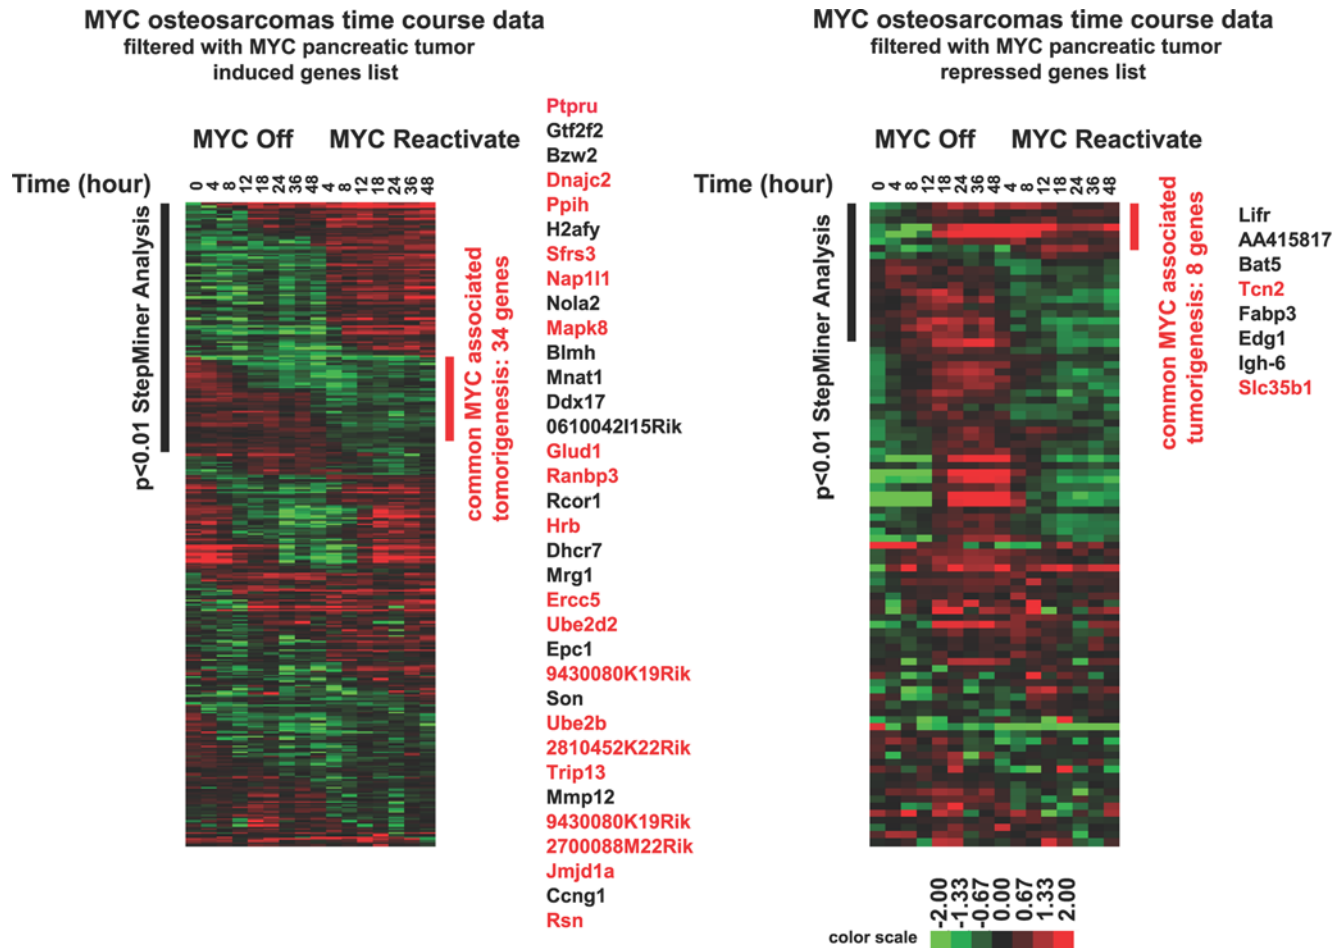 MYC osteosarcomas time course data
filtered with MYC pancreatic tumor
induced genes list
MYC Off MYC Reactivate
Time (hour) 0 4 8 12 18 24 36 48 4 8 12 18 24 36 48
p<0.01 StepMiner Analysis
common MYC associated
tomorigenesis: 34 genes
Ptpru
Gtf2f2
Bzw2
Dnajc2
Ppih
H2afy
Sfrs3
Nap1l1
Nola2
Mapk8
Blmh
Mnat1
Ddx17
0610042I15Rik
Glud1
Ranbp3
Rcor1
Hrb
Dhcr7
Mrg1
Ercc5
Ube2d2
Epc1
9430080K19Rik
Son
Ube2b
2810452K22Rik
Trip13
Mmp12
9430080K19Rik
2700088M22Rik
Jmjd1a
Ccng1
Rsn
MYC osteosarcomas time course data
filtered with MYC pancreatic tumor
repressed genes list
MYC Off MYC Reactivate
Time (hour) 0 4 8 12 18 24 36 48 4 8 12 18 24 36 48
p<0.01 StepMiner Analysis
common MYC associated
tumorigenesis: 8 genes
Lifr
AA415817
Bat5
Tcn2
Fabp3
Edg1
Igh-6
Slc35b1
-2.00 -1.33 -0.67 0.00 0.67 1.33 2.00
color scale